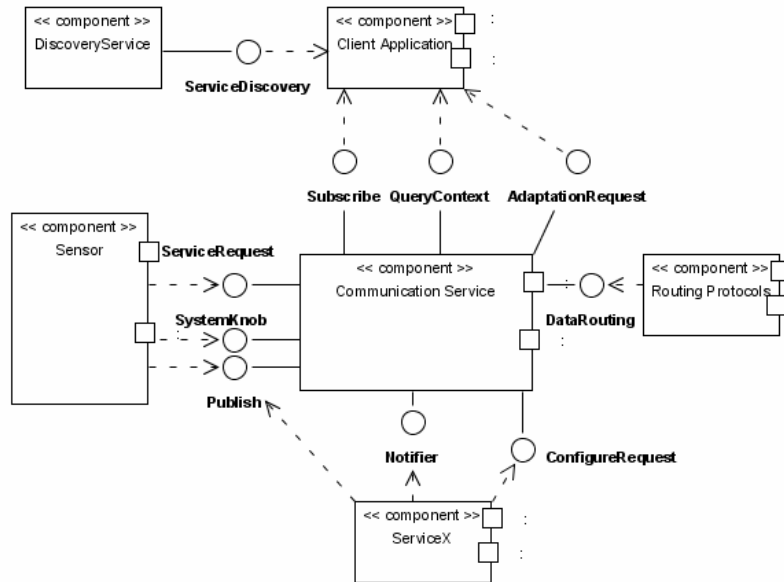 << component >>
DiscoveryService
<< component >>
Client Application
:
:
ServiceDiscovery
Subscribe
QueryContext
AdaptationRequest
<< component >>
Sensor
:
ServiceRequest
SystemKnob
Publish
<< component >>
Communication Service
:
:
DataRouting
<< component >>
Routing Protocols
Notifier
ConfigureRequest
<< component >>
ServiceX
:
: